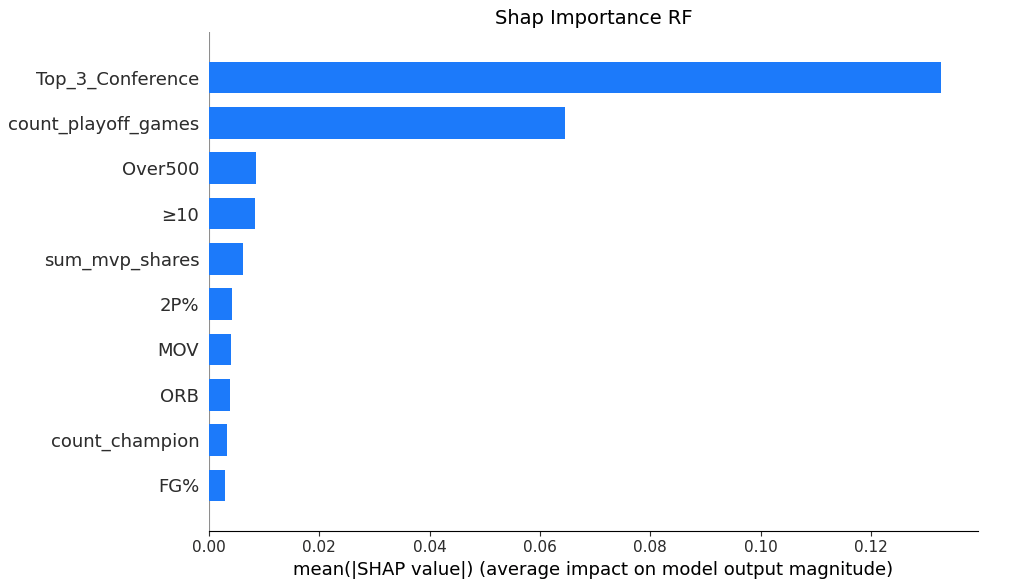 Shap Importance RF
Top_3_Conference
count_playoff_games
Over500
≥10
sum_mvp_shares
2P%
MOV
ORB
count_champion
FG%
0.00 0.02 0.04 0.06 0.08 0.10 0.12
mean(|SHAP value|) (average impact on model output magnitude)